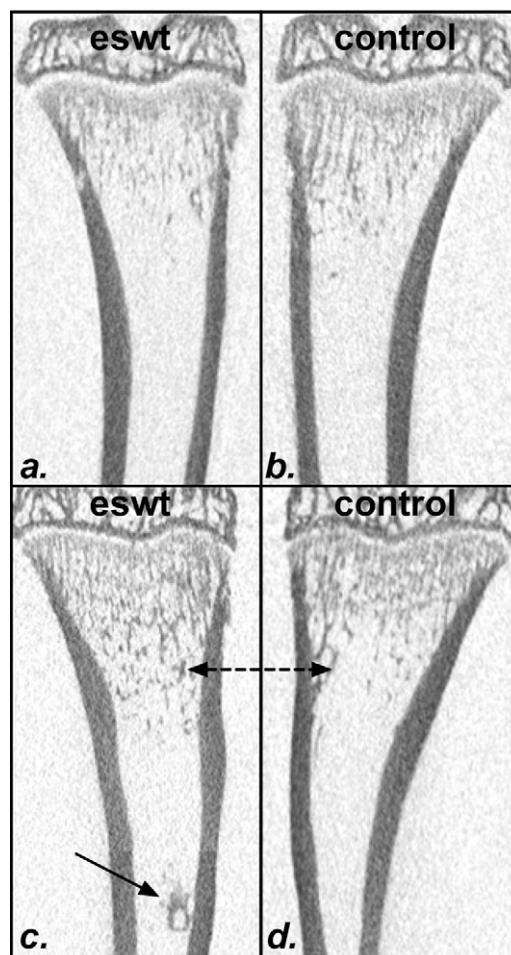 eswt
control
a.
b.
eswt
control
c.
d.